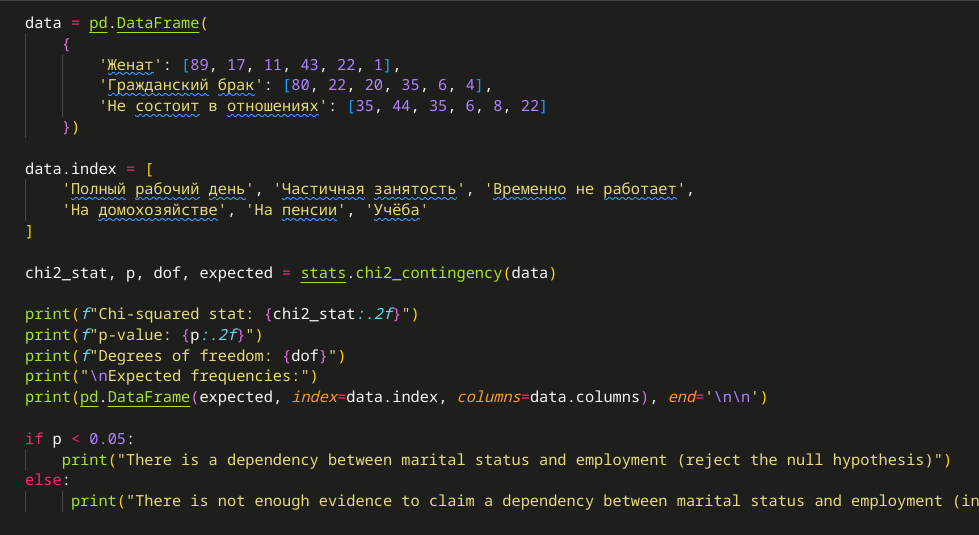 data = pd.DataFrame(
    {
        'Женат': [89, 17, 11, 43, 22, 1],
        'Гражданский брак': [80, 22, 20, 35, 6, 4],
        'Не состоит в отношениях': [35, 44, 35, 6, 8, 22]
    })
data.index = [
    'Полный рабочий день', 'Частичная занятость', 'Временно не работает',
    'На домохозяйстве', 'На пенсии', 'Учёба'
]
chi2_stat, p, dof, expected = stats.chi2_contingency(data)
print(f"Chi-squared stat: {chi2_stat:.2f}")
print(f"p-value: {p:.2f}")
print(f"Degrees of freedom: {dof}")
print("\nExpected frequencies:")
print(pd.DataFrame(expected, index=data.index, columns=data.columns), end='\n\n')
if p < 0.05:
    print("There is a dependency between marital status and employment (reject the null hypothesis)")
else:
     print("There is not enough evidence to claim a dependency between marital status and employment (in